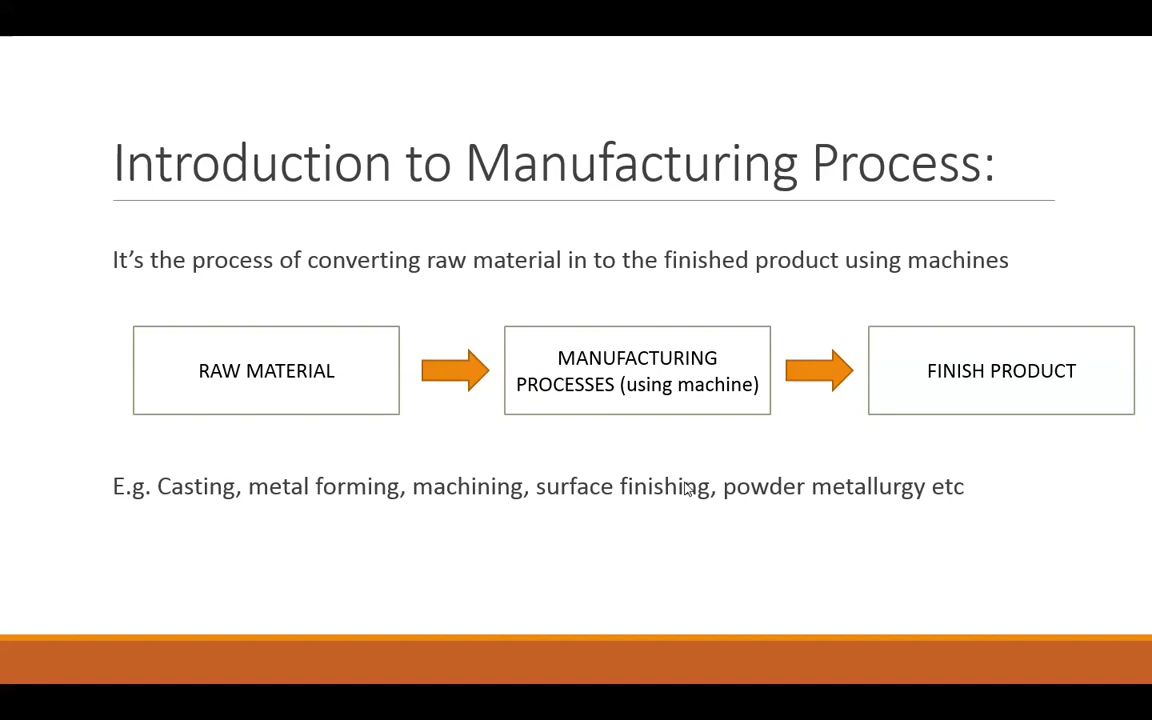 Introduction to Manufacturing Process:
It’s the process of converting raw material in to the finished product using machines
RAW MATERIAL
MANUFACTURING
PROCESSES (using machine)
FINISH PRODUCT
E.g. Casting, metal forming, machining, surface finishing, powder metallurgy etc